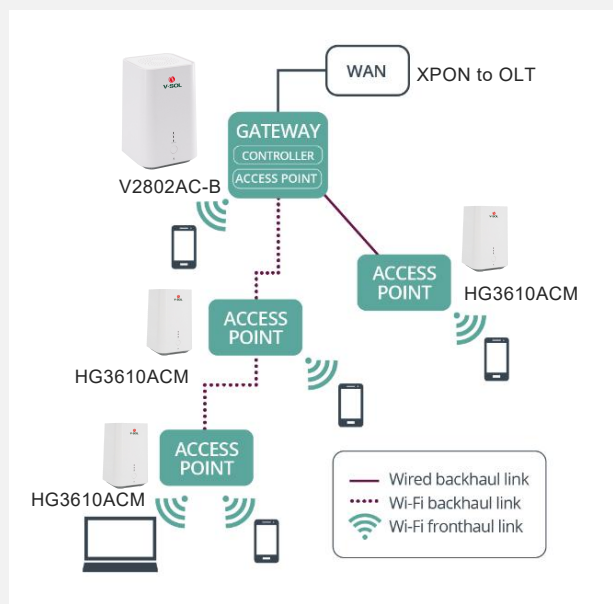 WAN
XPON to OLT
V-SOL
GATEWAY
CONTROLLER
ACCESS POINT
V2802AC-B
V-SOL
ACCESS
POINT
HG3610ACM
ACCESS
POINT
HG3610ACM
ACCESS
POINT
HG3610ACM
Wired backhaul link
Wi-Fi backhaul link
Wi-Fi fronthaul link